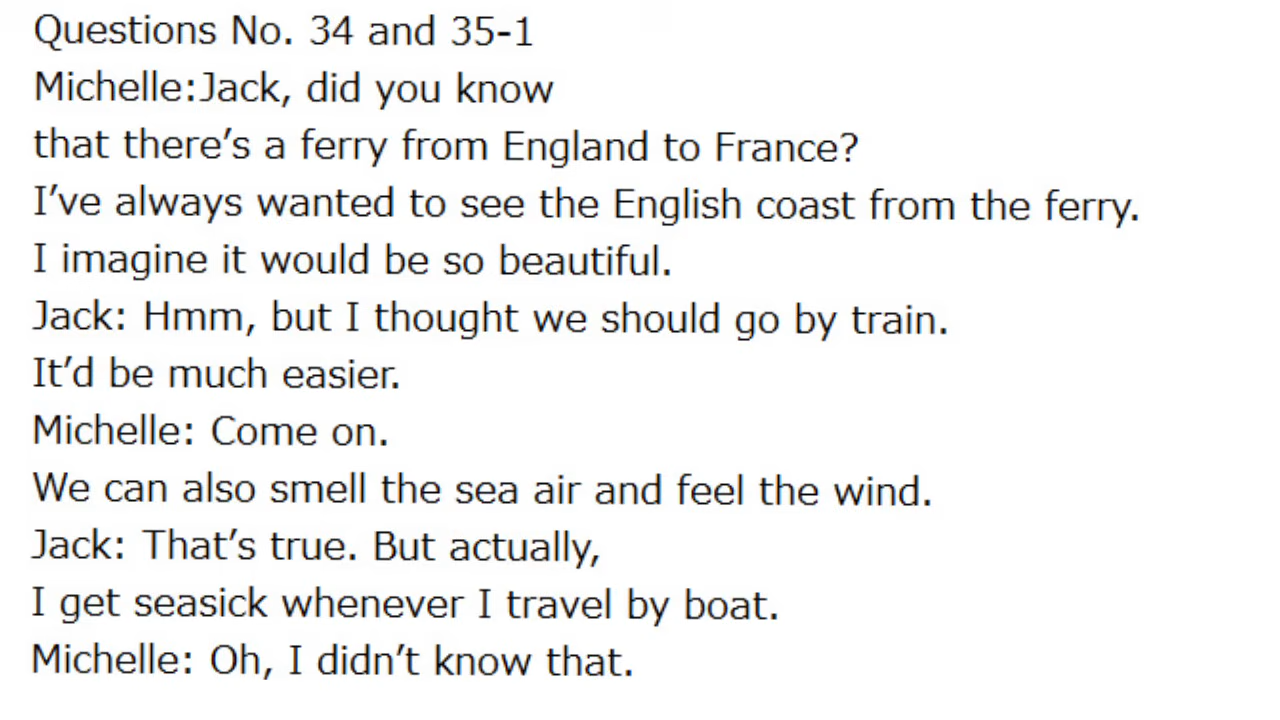 Questions No. 34 and 35-1
Michelle:Jack, did you know
that there’s a ferry from England to France?
I’ve always wanted to see the English coast from the ferry.
I imagine it would be so beautiful.
Jack: Hmm, but I thought we should go by train.
It’d be much easier.
Michelle: Come on.
We can also smell the sea air and feel the wind.
Jack: That’s true. But actually,
I get seasick whenever I travel by boat.
Michelle: Oh, I didn’t know that.